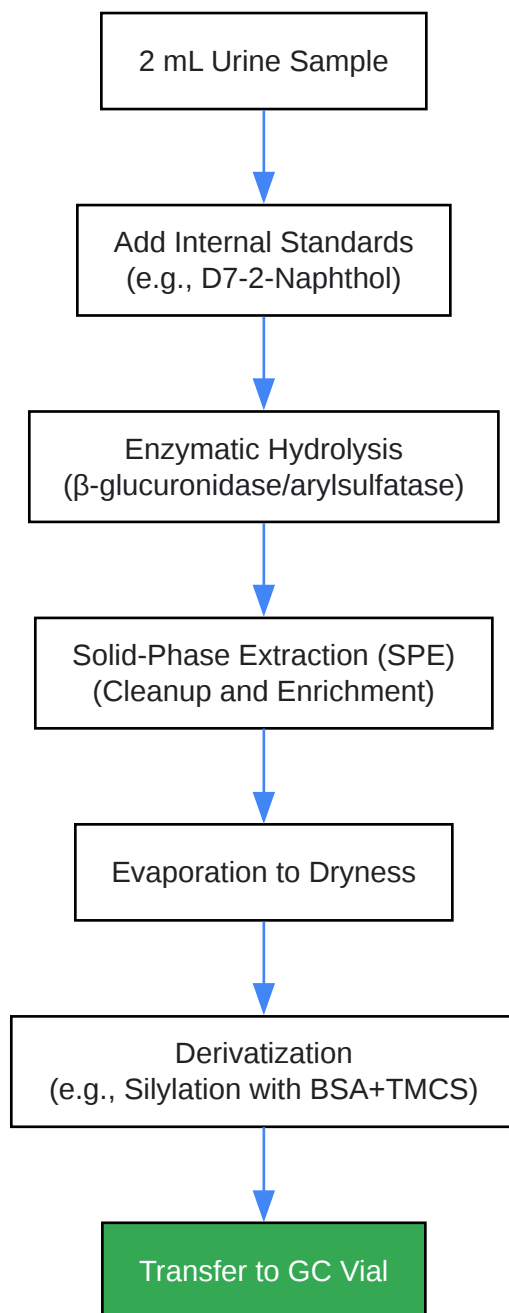 2 mL Urine Sample
Add Internal Standards
(e.g., D7-2-Naphthol)
Enzymatic Hydrolysis
(β-glucuronidase/arylsulfatase)
Solid-Phase Extraction (SPE)
(Cleanup and Enrichment)
Evaporation to Dryness
Derivatization
(e.g., Silylation with BSA+TMCS)
Transfer to GC Vial